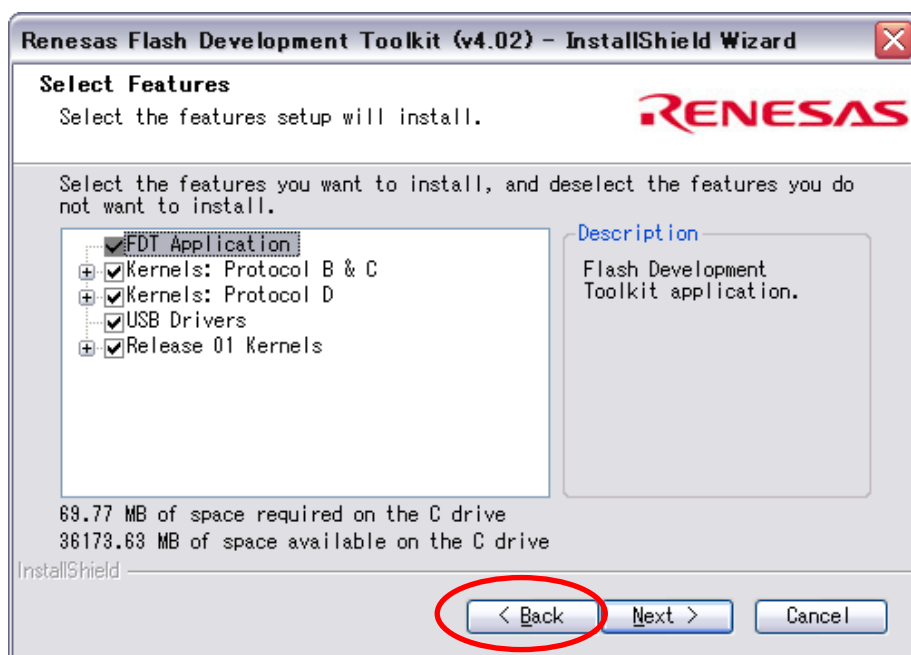 Renesas Flash Development Toolkit (v4.02) - InstallShield Wizard
Select Features
Select the features setup will install.
RENESAS
Select the features you want to install, and deselect the features you do
not want to install.
FDT Application
Kernels: Protocol B & C
Kernels: Protocol D
USB Drivers
Release 01 Kernels
Description
Flash Development
Toolkit application.
69.77 MB of space required on the C drive
36173.63 MB of space available on the C drive
InstallShield
< Back Next > Cancel